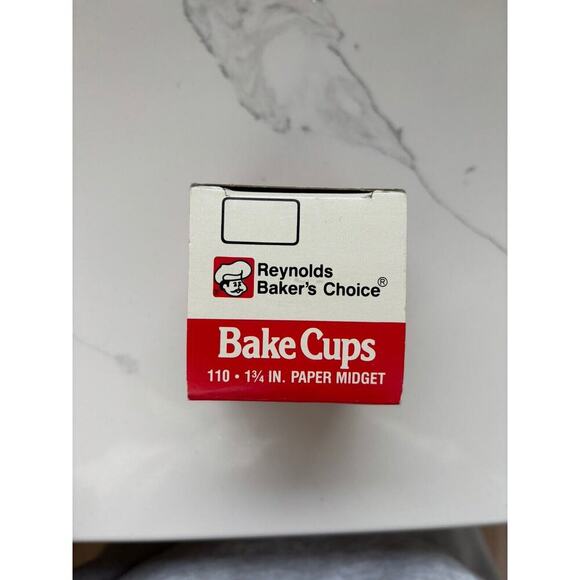 Reynolds
Baker's Choice®
Bake Cups
110 • 1¾ IN. PAPER MIDGET